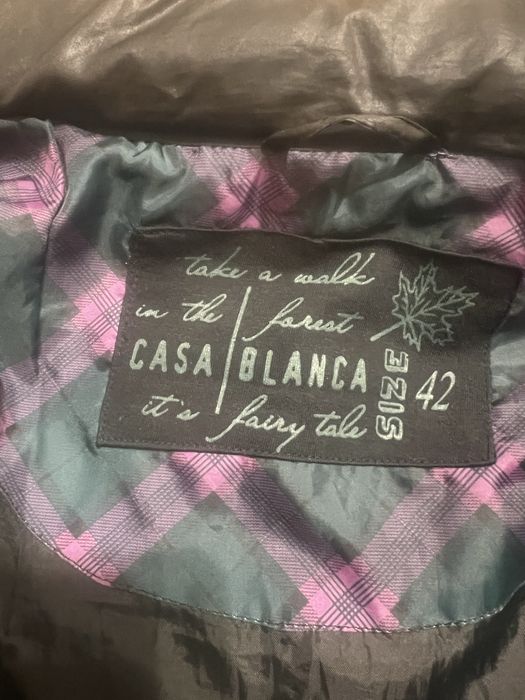 take a walk
in the forest
CASA BLANCA
it's fairy tale
SIZE 42